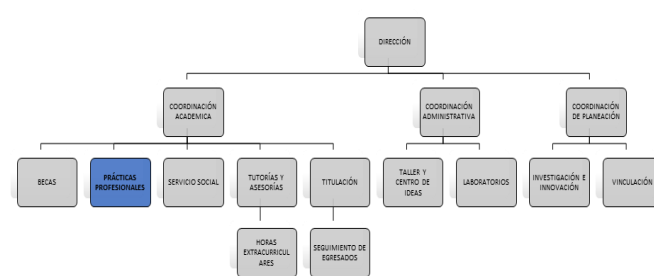 DIRECCIÓN
COORDINACIÓN
ACADEMICA
COORDINACIÓN
ADMINISTRATIVA
COORDINACIÓN
DE PLANEACIÓN
BECAS
PRÁCTICAS
PROFESIONALES
SERVICIO SOCIAL
TUTORÍAS Y
ASESORÍAS
TITULACIÓN
TALLER Y
CENTRO DE
IDEAS
LABORATORIOS
INVESTIGACIÓN E
INNOVACIÓN
VINCULACIÓN
HORAS
EXTRACURRICUL
ARES
SEGUIMIENTO DE
EGRESADOS